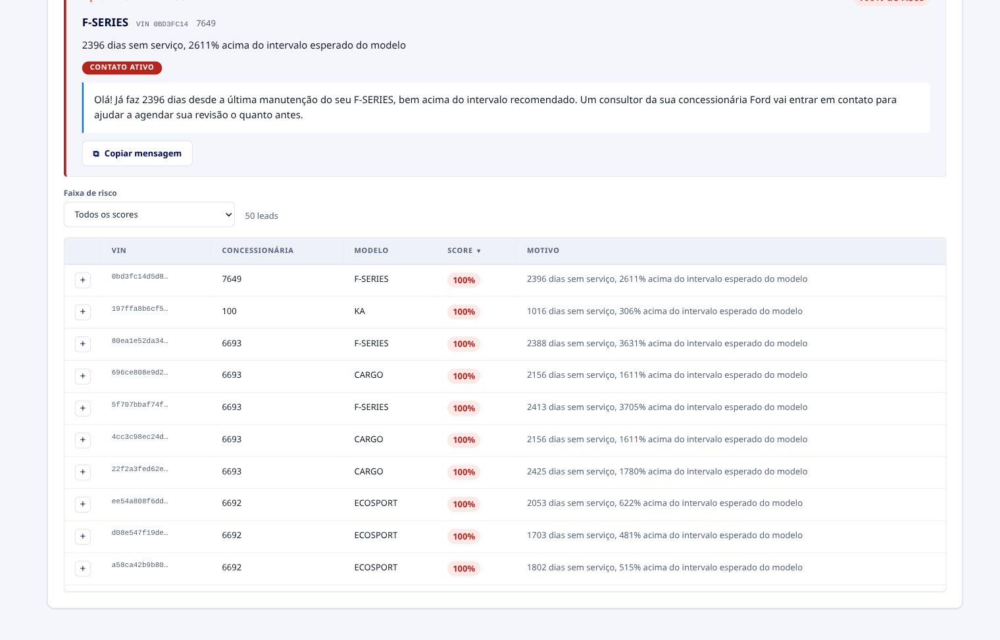 F-SERIES VIN 0BD3FC14 7649
2396 dias sem serviço, 2611% acima do intervalo esperado do modelo
CONTATO ATIVO
Olá! Já faz 2396 dias desde a última manutenção do seu F-SERIES, bem acima do intervalo recomendado. Um consultor da sua concessionária Ford vai entrar em contato para
ajudar a agendar sua revisão o quanto antes.
Copiar mensagem
Faixa de risco
Todos os scores
50 leads
VIN CONCESSIONÁRIA MODELO SCORE ▼ MOTIVO
+ 0bd3fc14d5d8… 7649 F-SERIES 100% 2396 dias sem serviço, 2611% acima do intervalo esperado do modelo
+ 197ffa8b6cf5… 100 KA 100% 1016 dias sem serviço, 306% acima do intervalo esperado do modelo
+ 80ea1e52da34… 6693 F-SERIES 100% 2388 dias sem serviço, 3631% acima do intervalo esperado do modelo
+ 696ce808e9d2… 6693 CARGO 100% 2156 dias sem serviço, 1611% acima do intervalo esperado do modelo
+ 5f707bbaf74f… 6693 F-SERIES 100% 2413 dias sem serviço, 3705% acima do intervalo esperado do modelo
+ 4cc3c98ec24d… 6693 CARGO 100% 2156 dias sem serviço, 1611% acima do intervalo esperado do modelo
+ 22f2a3fed62e… 6693 CARGO 100% 2425 dias sem serviço, 1780% acima do intervalo esperado do modelo
+ ee54a808f6dd… 6692 ECOSPORT 100% 2053 dias sem serviço, 622% acima do intervalo esperado do modelo
+ d08e547f19de… 6692 ECOSPORT 100% 1703 dias sem serviço, 481% acima do intervalo esperado do modelo
+ a58ca42b9b80… 6692 ECOSPORT 100% 1802 dias sem serviço, 515% acima do intervalo esperado do modelo